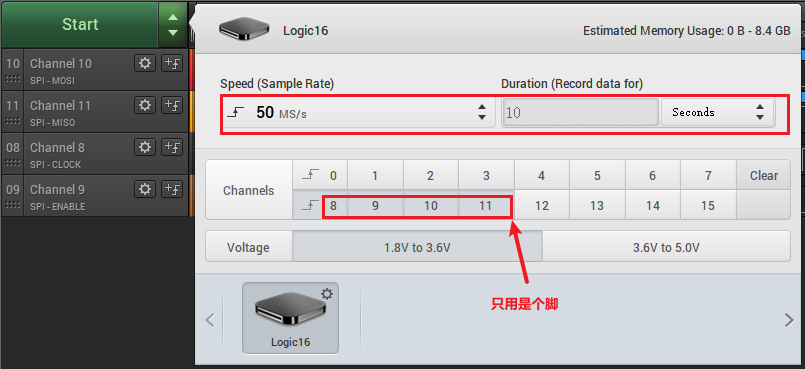 Start
Logic16
Estimated Memory Usage: 0 B - 8.4 GB
10 Channel 10
SPI - MOSI
11 Channel 11
SPI - MISO
08 Channel 8
SPI - CLOCK
09 Channel 9
SPI - ENABLE
Speed (Sample Rate)
Duration (Record data for)
50 MS/s
10
Seconds
Channels
0 1 2 3 4 5 6 7 Clear
8 9 10 11 12 13 14 15
Voltage
1.8V to 3.6V
3.6V to 5.0V
只用是个脚
Logic16